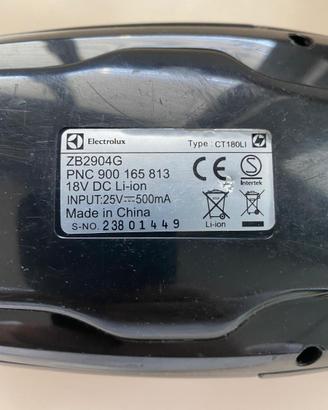 Electrolux Type : CT180LI
ZB2904G
PNC 900 165 813
18V DC Li-ion
INPUT:25V⎓500mA
Made in China
S-NO. 23801449
CE
S
Intertek
Li-ion